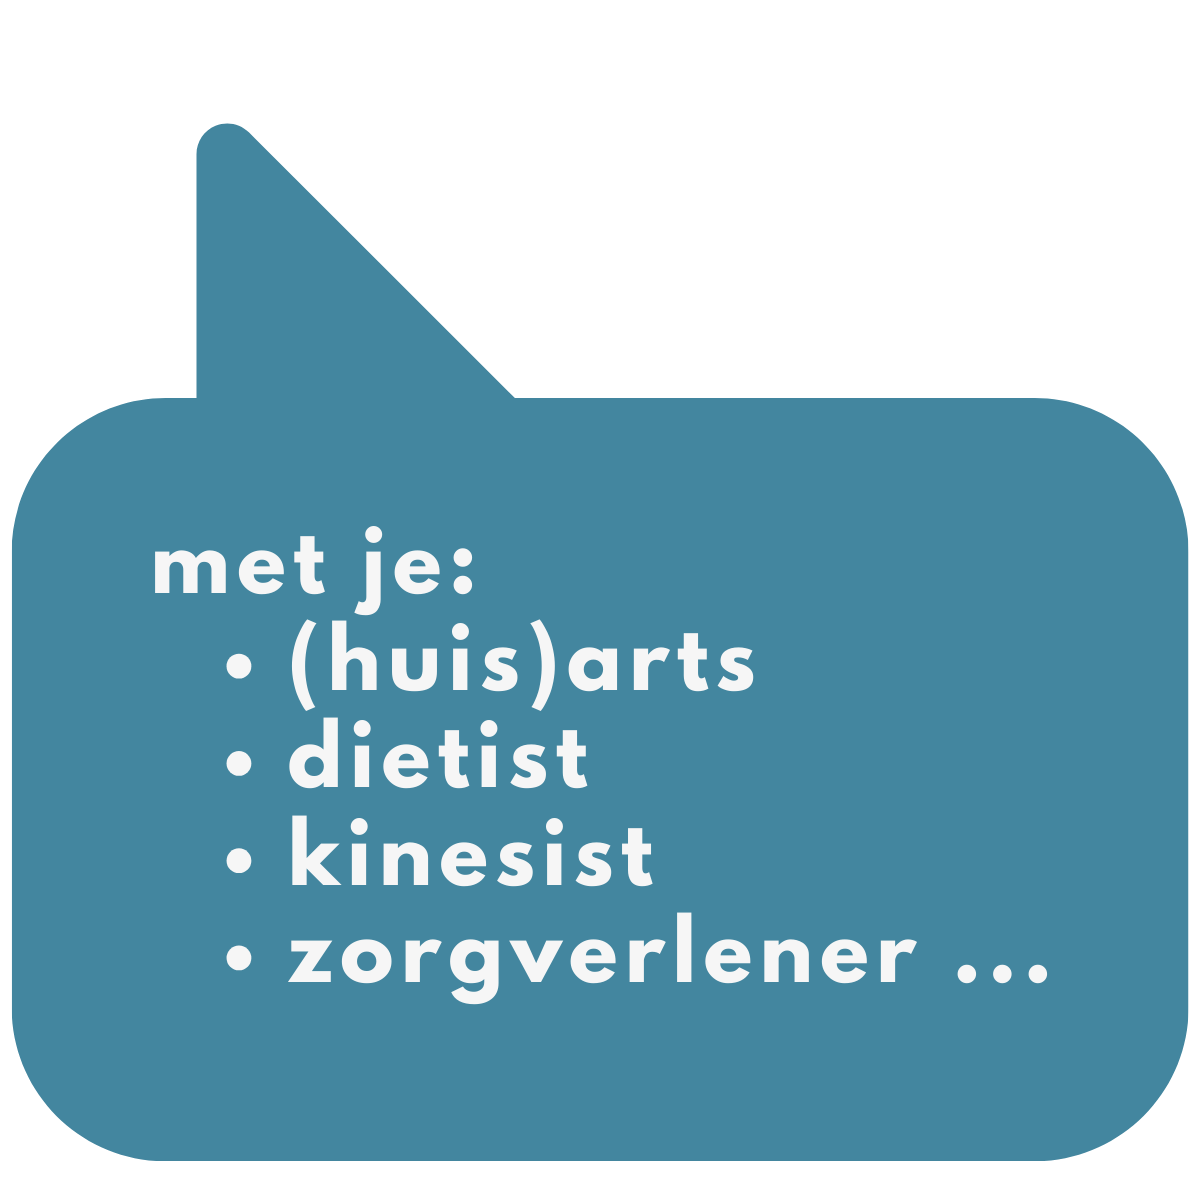 met je:
• (huis)arts
• dietist
• kinesist
• zorgverlener ...